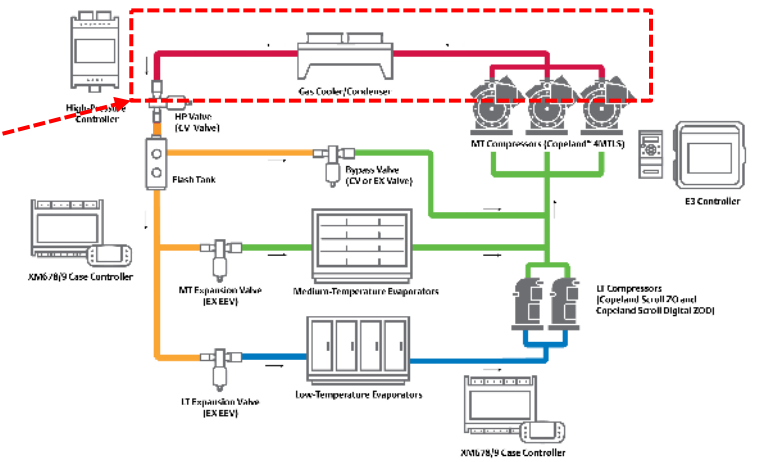 Gas Cooler/Condenser
High-Pressure
Controller
HP Valve
(CV Valve)
MT Compressors (Copeland™ 4MTLS)
Flash Tank
Bypass Valve
(CV or EX Valve)
E3 Controller
XM678/9 Case Controller
MT Expansion Valve
(EX EEV)
Medium-Temperature Evaporators
LT Compressors
(Copeland Scroll ZO and
Copeland Scroll Digital ZOD)
LT Expansion Valve
(EX EEV)
Low-Temperature Evaporators
XM678/9 Case Controller